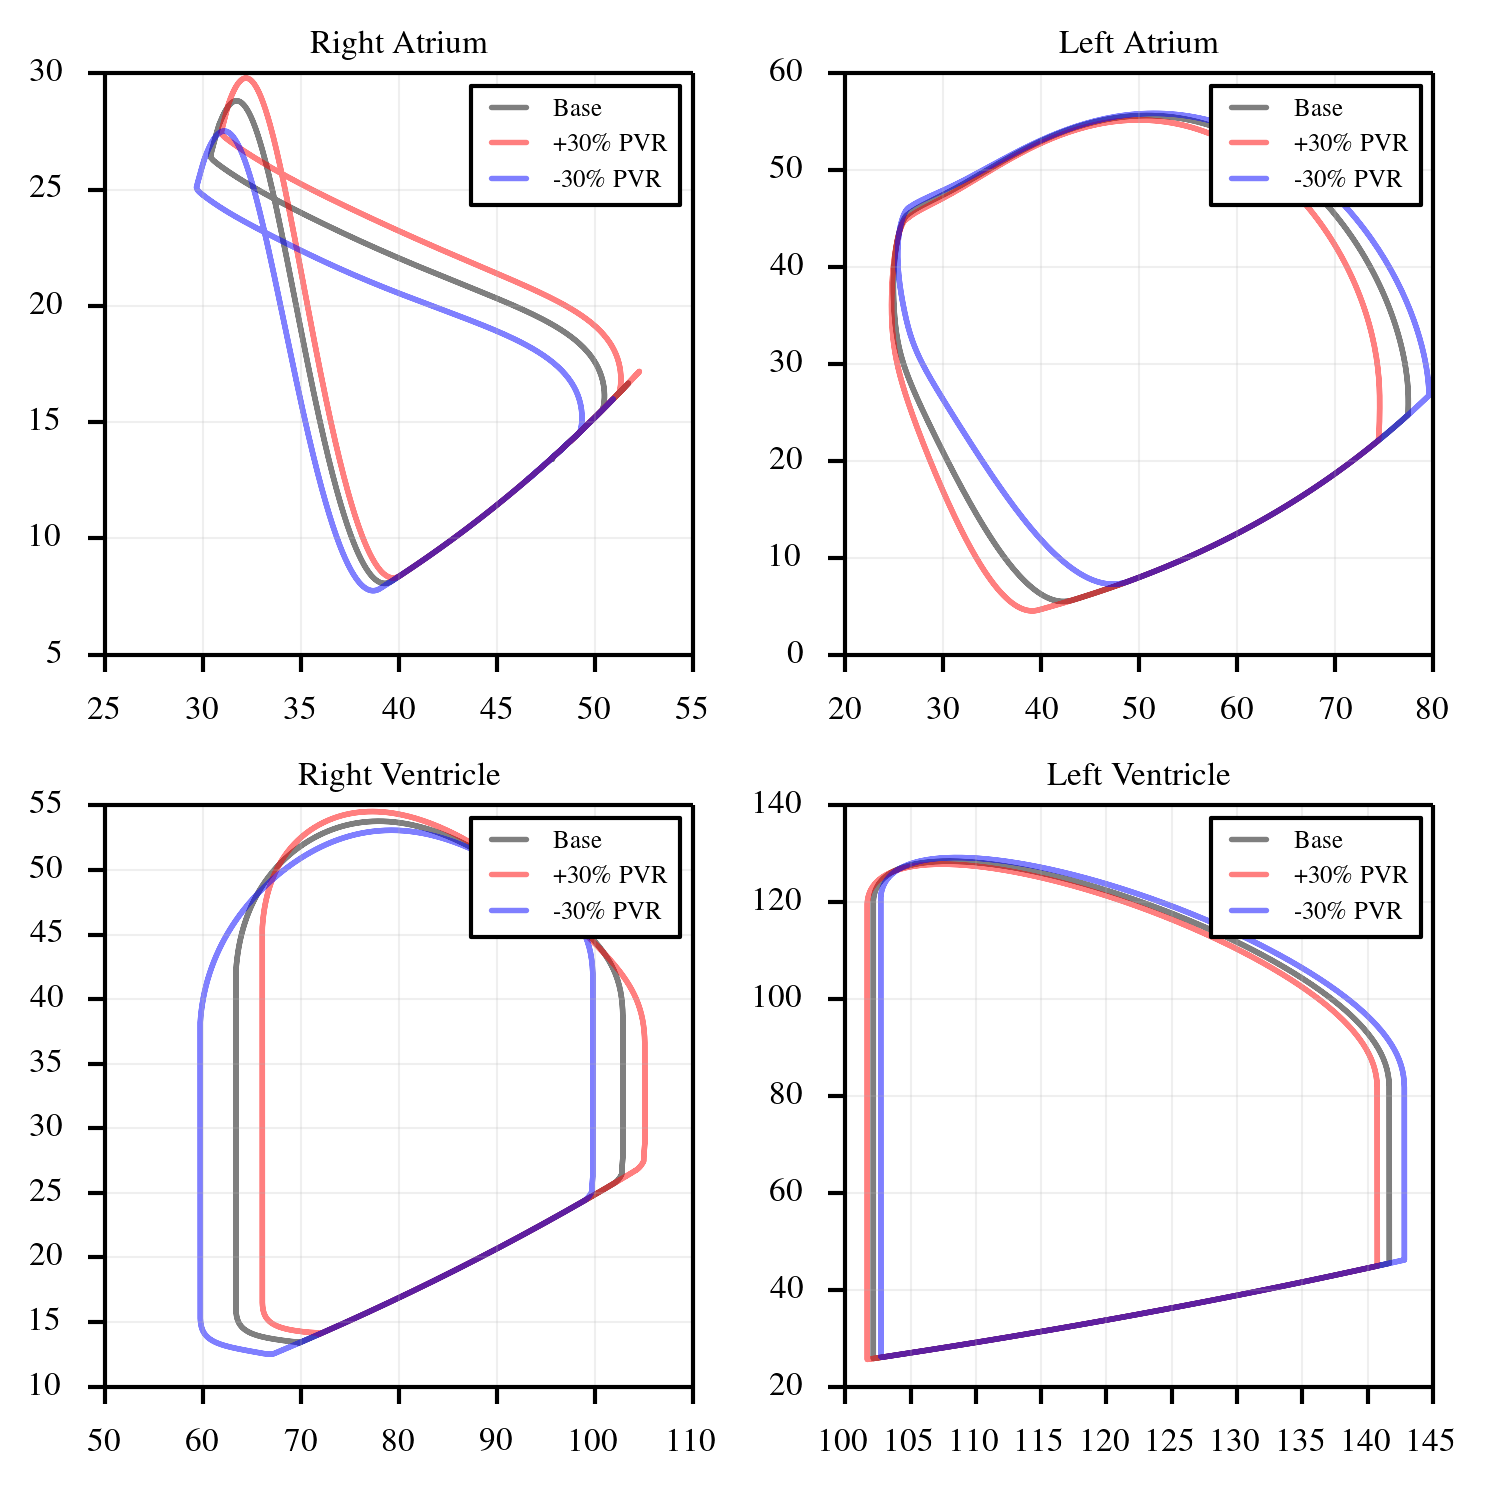 Right Atrium
30
25
20
15
10
5
25 30 35 40 45 50 55
Base
+30% PVR
-30% PVR
Left Atrium
60
50
40
30
20
10
0
20 30 40 50 60 70 80
Base
+30% PVR
-30% PVR
Right Ventricle
55
50
45
40
35
30
25
20
15
10
50 60 70 80 90 100 110
Base
+30% PVR
-30% PVR
Left Ventricle
140
120
100
80
60
40
20
100 105 110 115 120 125 130 135 140 145
Base
+30% PVR
-30% PVR